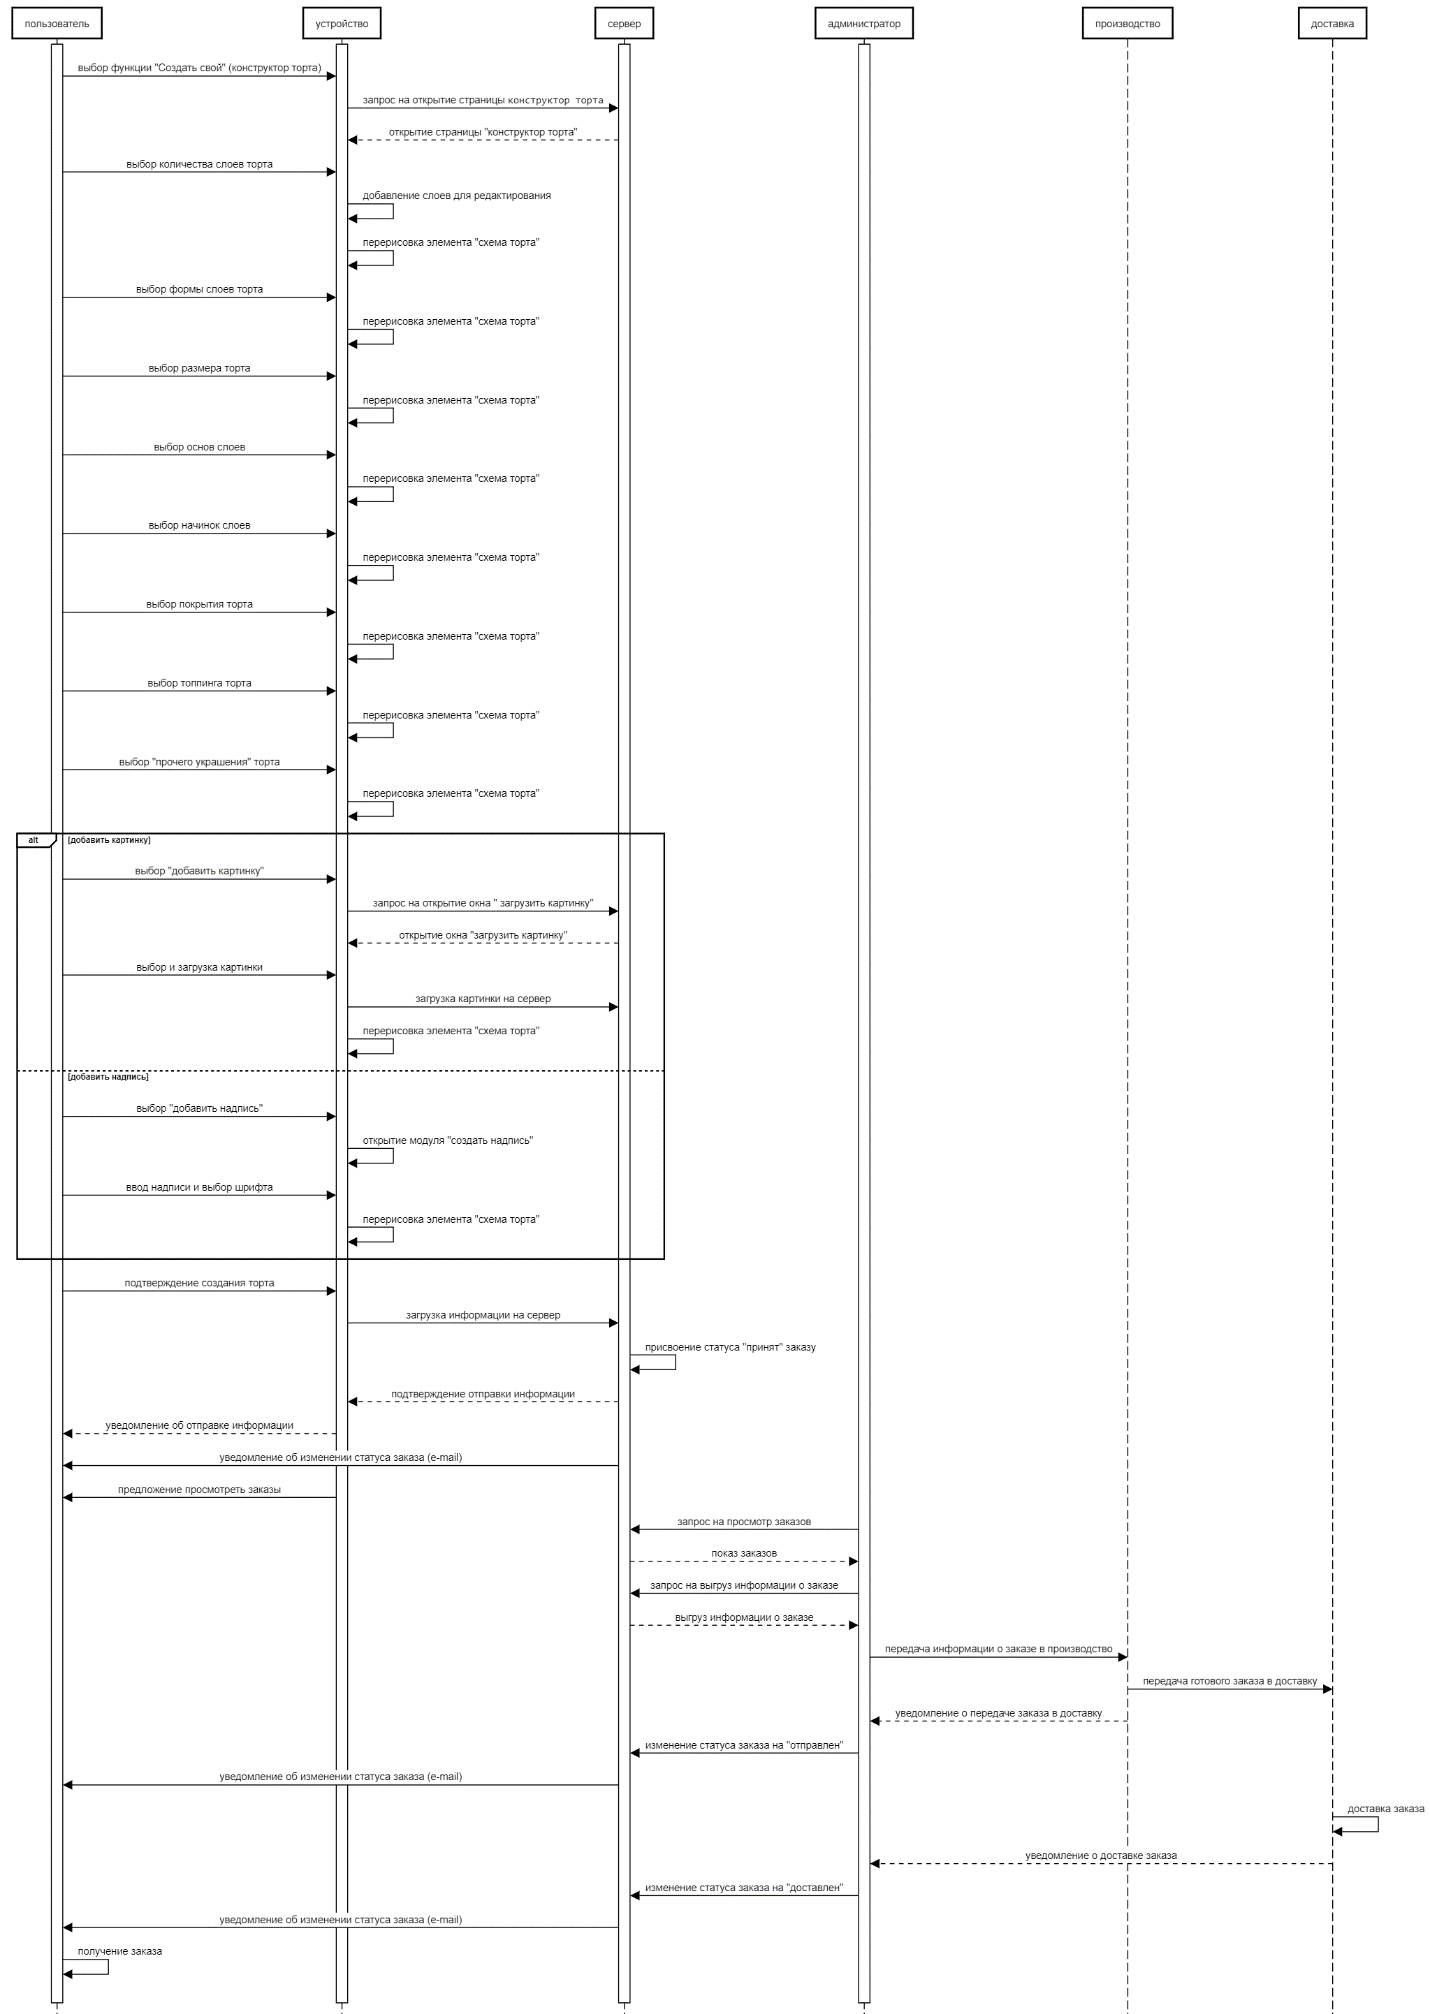 пользователь
устройство
сервер
администратор
производство
доставка
выбор функции "Создать свой" (конструктор торта)
запрос на открытие страницы конструктор торта
открытие страницы "конструктор торта"
выбор количества слоев торта
добавление слоев для редактирования
перерисовка элемента "схема торта"
выбор формы слоев торта
перерисовка элемента "схема торта"
выбор размера торта
перерисовка элемента "схема торта"
выбор основ слоев
перерисовка элемента "схема торта"
выбор начинок слоев
перерисовка элемента "схема торта"
выбор покрытия торта
перерисовка элемента "схема торта"
выбор топпинга торта
перерисовка элемента "схема торта"
выбор "прочего украшения" торта
перерисовка элемента "схема торта"
alt
[добавить картинку]
выбор "добавить картинку"
запрос на открытие окна " загрузить картинку"
открытие окна "загрузить картинку"
выбор и загрузка картинки
загрузка картинки на сервер
перерисовка элемента "схема торта"
[добавить надпись]
выбор "добавить надпись"
открытие модуля "создать надпись"
ввод надписи и выбор шрифта
перерисовка элемента "схема торта"
подтверждение создания торта
загрузка информации на сервер
присвоение статуса "принят" заказу
подтверждение отправки информации
уведомление об отправке информации
уведомление об изменении статуса заказа (e-mail)
предложение просмотреть заказы
запрос на просмотр заказов
показ заказов
запрос на выгруз информации о заказе
выгруз информации о заказе
передача информации о заказе в производство
передача готового заказа в доставку
уведомление о передаче заказа в доставку
изменение статуса заказа на "отправлен"
уведомление об изменении статуса заказа (e-mail)
доставка заказа
уведомление о доставке заказа
изменение статуса заказа на "доставлен"
уведомление об изменении статуса заказа (e-mail)
получение заказа